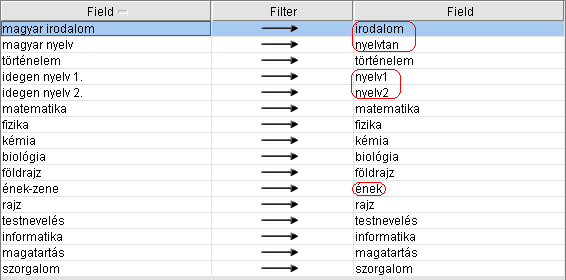 Field Filter Field
magyar irodalom irodalom
magyar nyelv nyelvtan
történelem történelem
idegen nyelv 1. nyelv1
idegen nyelv 2. nyelv2
matematika matematika
fizika fizika
kémia kémia
biológia biológia
földrajz földrajz
ének-zene ének
rajz rajz
testnevelés testnevelés
informatika informatika
magatartás magatartás
szorgalom szorgalom